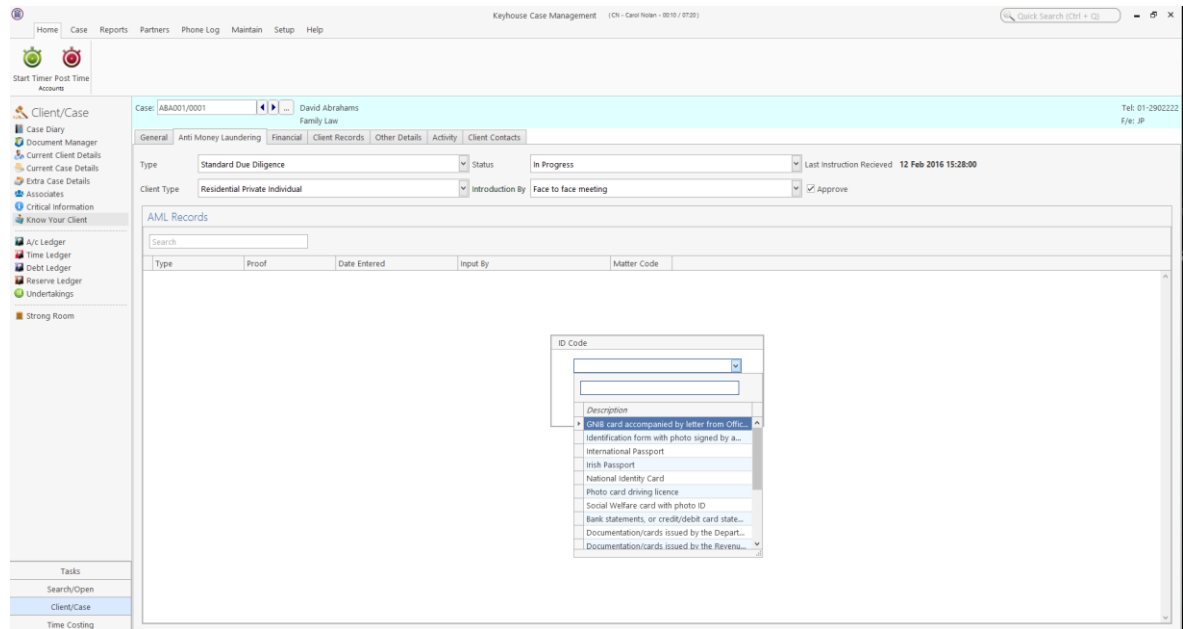 Keyhouse Case Management (CN - Carol Nolan - 00:10 / 07:20)
Quick Search (Ctrl + Q)
Home Case Reports Partners Phone Log Maintain Setup Help
Start Timer Post Time
Accounts
Client/Case
Case Diary
Document Manager
Current Client Details
Current Case Details
Extra Case Details
Associates
Critical Information
Know Your Client
A/c Ledger
Time Ledger
Debt Ledger
Reserve Ledger
Undertakings
Strong Room
Tasks
Search/Open
Client/Case
Time Costing
Case: ABA001/0001 ... David Abrahams Tel: 01-2902222
Family Law F/e: JP
General Anti Money Laundering Financial Client Records Other Details Activity Client Contacts
Type Standard Due Diligence Status In Progress Last Instruction Recieved 12 Feb 2016 15:28:00
Client Type Residential Private Individual Introduction By Face to face meeting Approve
AML Records
Search
Type Proof Date Entered Input By Matter Code
ID Code
Description
GNIB card accompanied by letter from Offic...
Identification form with photo signed by a...
International Passport
Irish Passport
National Identity Card
Photo card driving licence
Social Welfare card with photo ID
Bank statements, or credit/debit card state...
Documentation/cards issued by the Depart...
Documentation/cards issued by the Revenu...